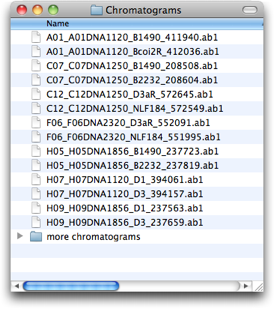 Chromatograms
Name
A01_A01DNA1120_B1490_411940.ab1
A01_A01DNA1120_Bcoi2R_412036.ab1
C07_C07DNA1250_B1490_208508.ab1
C07_C07DNA1250_B2232_208604.ab1
C12_C12DNA1250_D3aR_572645.ab1
C12_C12DNA1250_NLF184_572549.ab1
F06_F06DNA2320_D3aR_552091.ab1
F06_F06DNA2320_NLF184_551995.ab1
H05_H05DNA1856_B1490_237723.ab1
H05_H05DNA1856_B2232_237819.ab1
H07_H07DNA1120_D1_394061.ab1
H07_H07DNA1120_D3_394157.ab1
H09_H09DNA1856_D1_237563.ab1
H09_H09DNA1856_D3_237659.ab1
more chromatograms